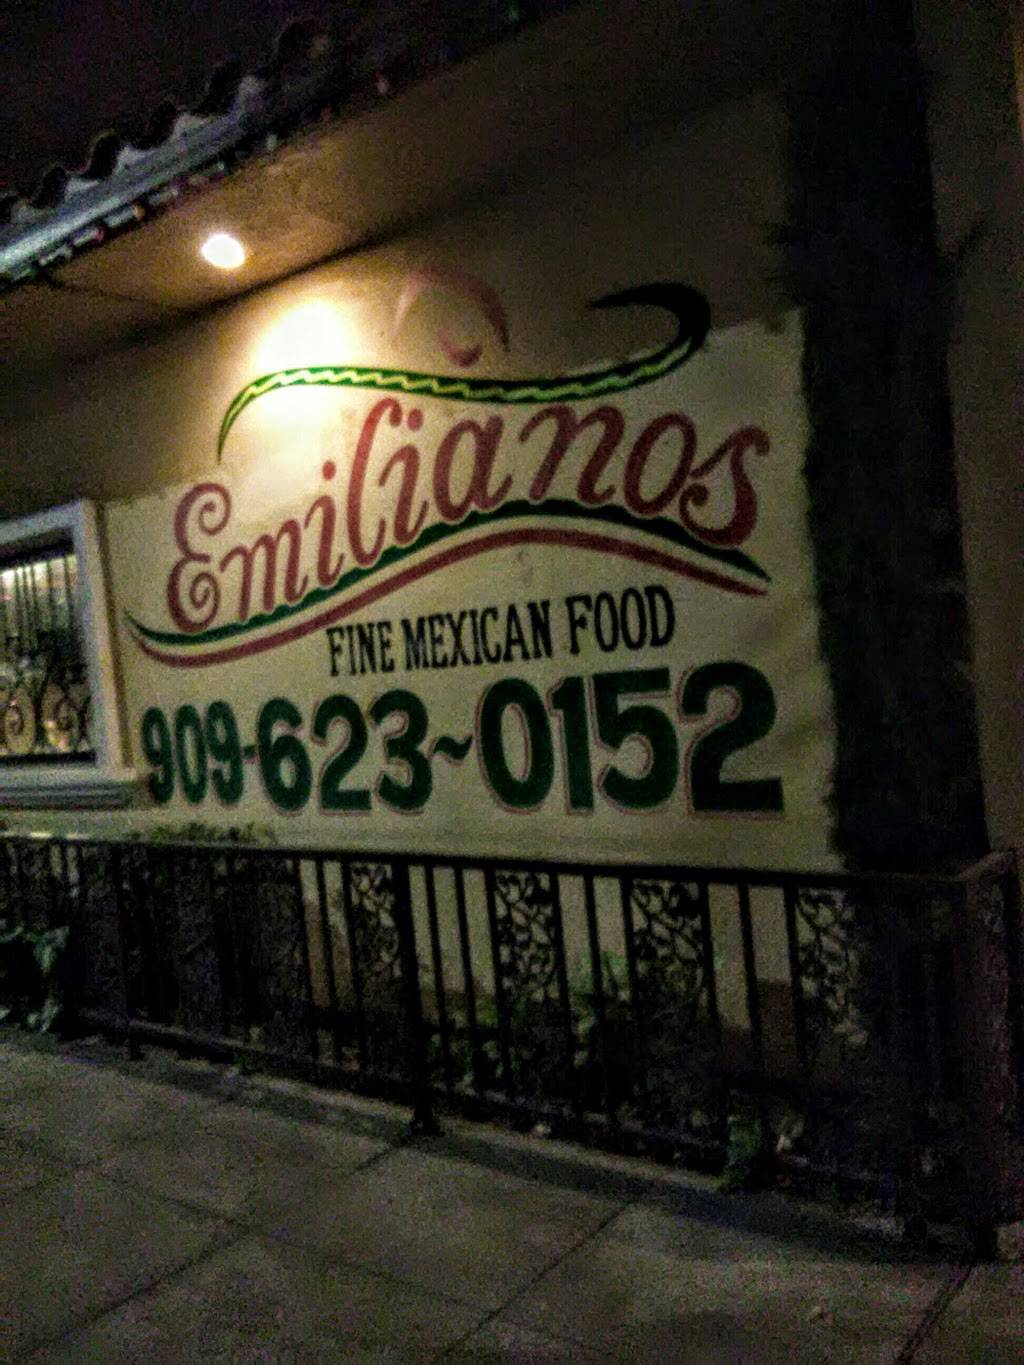 Emilianos
FINE MEXICAN FOOD
909-623~0152